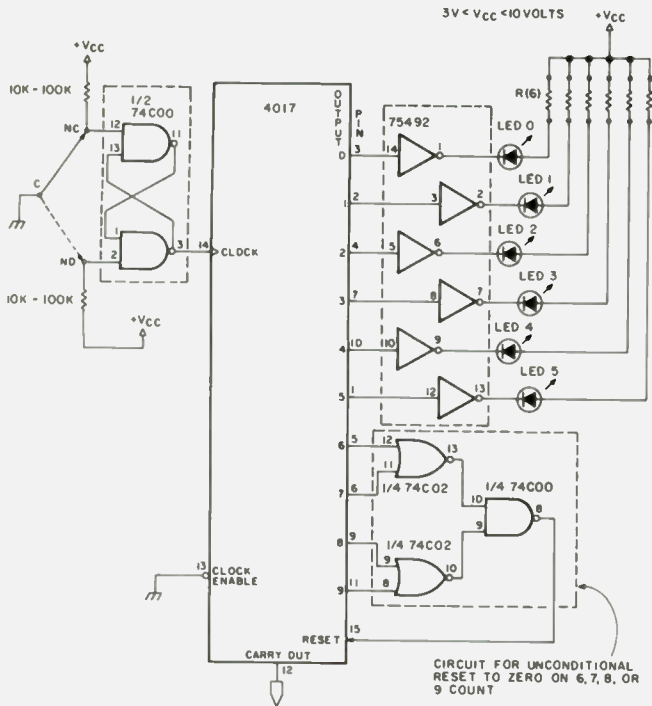 3V < VCC < 10 VOLTS
+VCC
+VCC
10K - 100K
1/2
74C00
NC
12
13
11
C
1
2
3
ND
10K - 100K
+VCC
14
CLOCK
4017
OUTPUT
PIN
0
3
1
2
2
4
3
7
4
10
5
1
6
5
7
6
8
9
9
11
75492
14
1
3
2
5
6
8
7
110
9
12
13
R(6)
LED 0
LED 1
LED 2
LED 3
LED 4
LED 5
12
13
11
1/4 74C02
1/4 74C00
10
8
9
1/4 74C02
9
10
8
13
CLOCK
ENABLE
RESET
15
CARRY OUT
12
CIRCUIT FOR UNCONDITIONAL
RESET TO ZERO ON 6, 7, 8, OR
9 COUNT